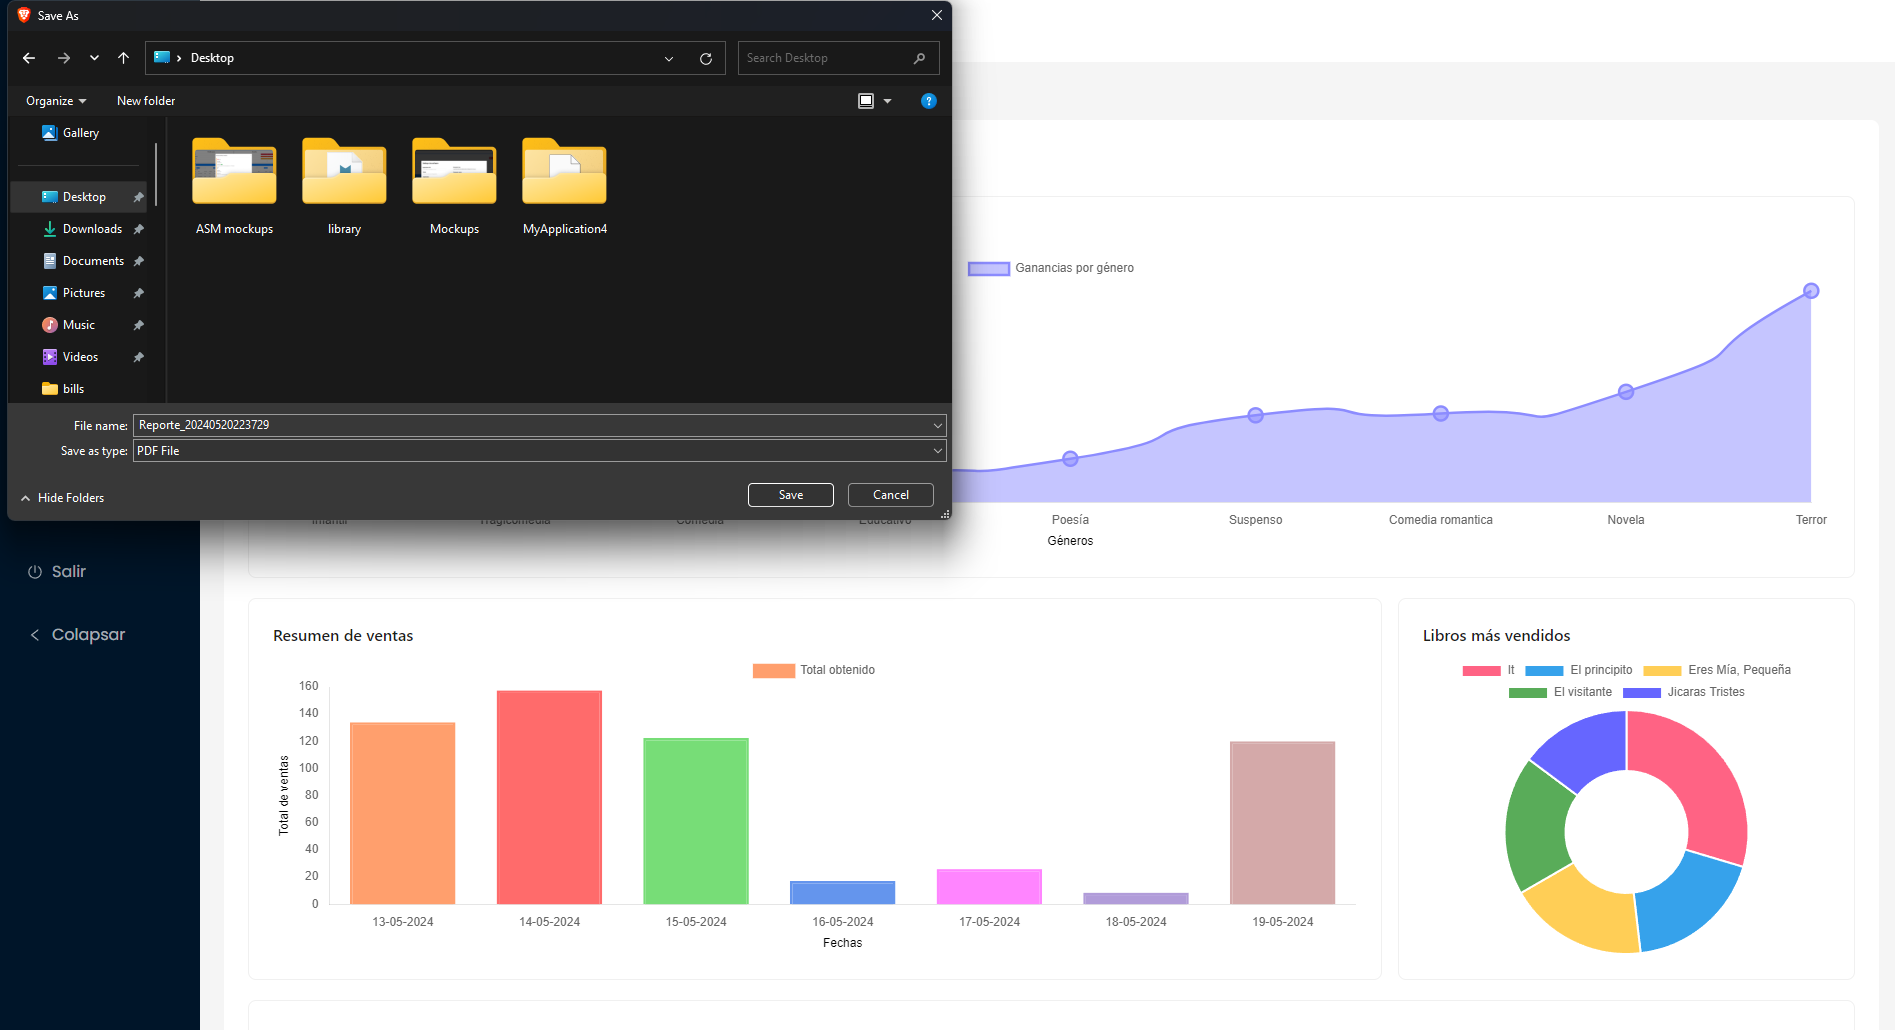 Save As
Desktop
Search Desktop
Organize
New folder
Gallery
Desktop
Downloads
Documents
Pictures
Music
Videos
bills
ASM mockups
library
Mockups
MyApplication4
File name: Reporte_20240520223729
Save as type: PDF File
Hide Folders
Save
Cancel
Salir
Colapsar
Ganancias por género
Infantil Tragicomedia Comedia Educativo Poesía Suspenso Comedia romantica Novela Terror
Géneros
Resumen de ventas
Total obtenido
Total de ventas
160
140
120
100
80
60
40
20
0
13-05-2024 14-05-2024 15-05-2024 16-05-2024 17-05-2024 18-05-2024 19-05-2024
Fechas
Libros más vendidos
It El principito Eres Mía, Pequeña
El visitante Jicaras Tristes